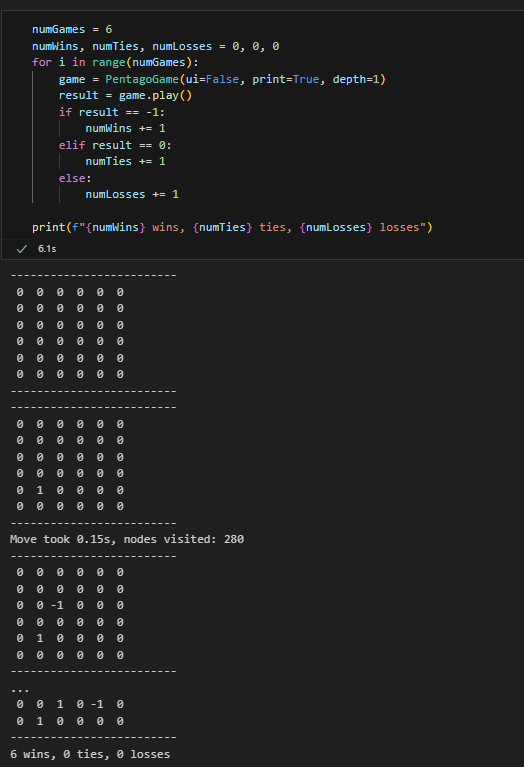 numGames = 6
numWins, numTies, numLosses = 0, 0, 0
for i in range(numGames):
    game = PentagoGame(ui=False, print=True, depth=1)
    result = game.play()
    if result == -1:
        numWins += 1
    elif result == 0:
        numTies += 1
    else:
        numLosses += 1

print(f"{numWins} wins, {numTies} ties, {numLosses} losses")
✓ 6.1s
-------------------------
 0  0  0  0  0  0
 0  0  0  0  0  0
 0  0  0  0  0  0
 0  0  0  0  0  0
 0  0  0  0  0  0
 0  0  0  0  0  0
-------------------------
-------------------------
 0  0  0  0  0  0
 0  0  0  0  0  0
 0  0  0  0  0  0
 0  0  0  0  0  0
 0  1  0  0  0  0
 0  0  0  0  0  0
-------------------------
Move took 0.15s, nodes visited: 280
-------------------------
 0  0  0  0  0  0
 0  0  0  0  0  0
 0  0 -1  0  0  0
 0  0  0  0  0  0
 0  1  0  0  0  0
 0  0  0  0  0  0
-------------------------
...
 0  0  1  0 -1  0
 0  1  0  0  0  0
-------------------------
6 wins, 0 ties, 0 losses